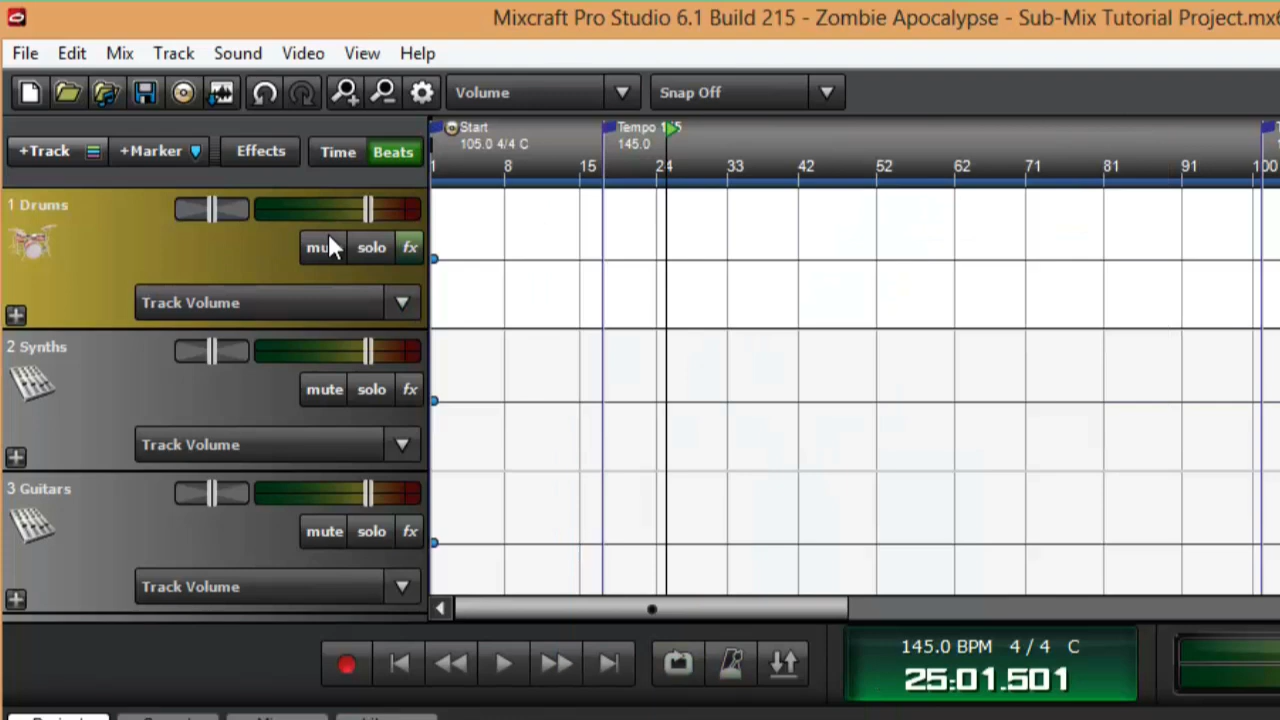 Mixcraft Pro Studio 6.1 Build 215 - Zombie Apocalypse - Sub-Mix Tutorial Project.mx6
File Edit Mix Track Sound Video View Help
Volume Snap Off
+Track +Marker Effects Time Beats
Start Tempo 145
105.0 4/4 C 145.0
1 8 15 24 33 42 52 62 71 81 91 100
1 Drums
solo fx
Track Volume
2 Synths
mute solo fx
Track Volume
3 Guitars
mute solo fx
Track Volume
145.0 BPM 4 / 4 C
25:01.501